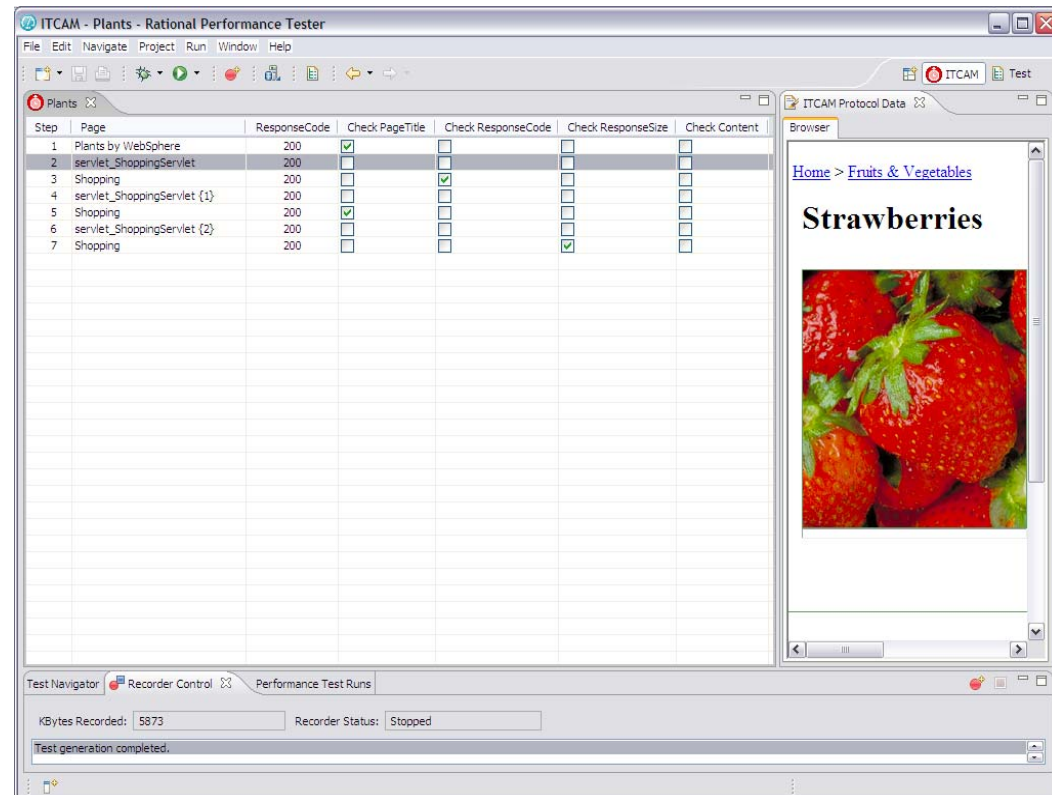 ITCAM - Plants - Rational Performance Tester
File Edit Navigate Project Run Window Help
ITCAM Test
Plants
Step Page ResponseCode Check PageTitle Check ResponseCode Check ResponseSize Check Content
1 Plants by WebSphere 200
2 servlet_ShoppingServlet 200
3 Shopping 200
4 servlet_ShoppingServlet {1} 200
5 Shopping 200
6 servlet_ShoppingServlet {2} 200
7 Shopping 200
ITCAM Protocol Data
Browser
Home > Fruits & Vegetables
Strawberries
Test Navigator Recorder Control Performance Test Runs
KBytes Recorded: 5873 Recorder Status: Stopped
Test generation completed.